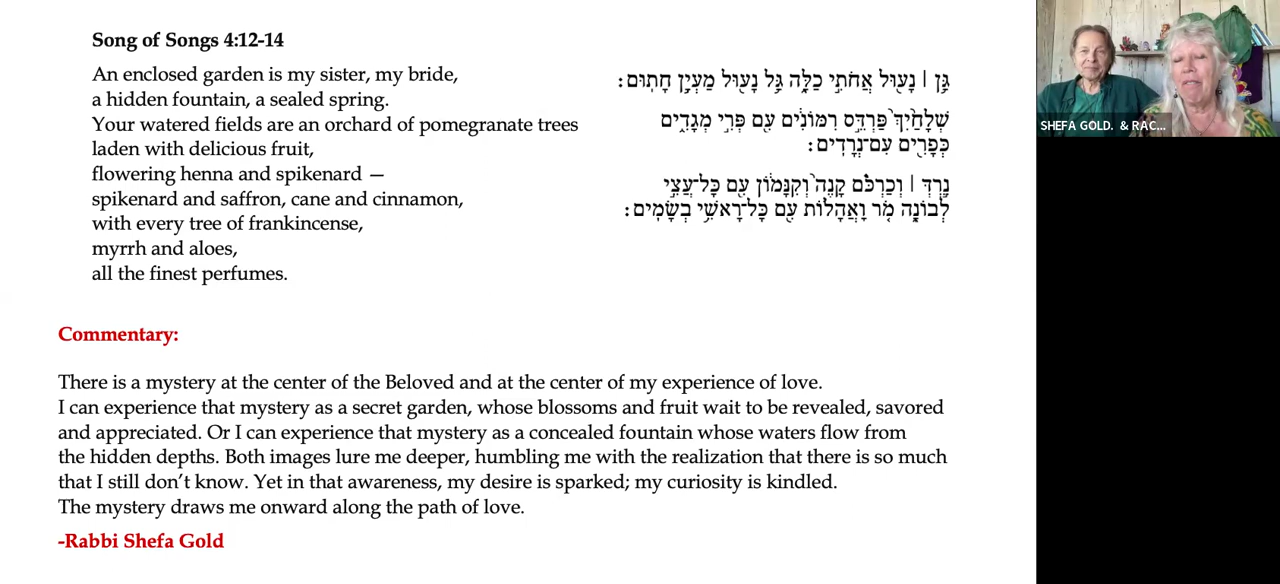 Song of Songs 4:12-14
An enclosed garden is my sister, my bride,
a hidden fountain, a sealed spring.
Your watered fields are an orchard of pomegranate trees
laden with delicious fruit,
flowering henna and spikenard —
spikenard and saffron, cane and cinnamon,
with every tree of frankincense,
myrrh and aloes,
all the finest perfumes.
גַּ֥ן ׀ נָע֖וּל אֲחֹתִ֣י כַלָּ֑ה גַּ֥ל נָע֖וּל מַעְיָ֥ן חָתֽוּם׃
שְׁלָחַ֙יִךְ֙ פַּרְדֵּ֣ס רִמּוֹנִ֔ים עִ֖ם פְּרִ֣י מְגָדִ֑ים
כְּפָרִ֖ים עִם־נְרָדִֽים׃
נֵ֣רְדְּ ׀ וְכַרְכֹּ֗ם קָנֶה֙ וְקִנָּמ֔וֹן עִ֖ם כׇּל־עֲצֵ֣י
לְבוֹנָ֑ה מֹ֚ר וַאֲהָל֔וֹת עִ֖ם כׇּל־רָאשֵׁ֥י בְשָׂמִֽים׃
Commentary:
There is a mystery at the center of the Beloved and at the center of my experience of love.
I can experience that mystery as a secret garden, whose blossoms and fruit wait to be revealed, savored
and appreciated. Or I can experience that mystery as a concealed fountain whose waters flow from
the hidden depths. Both images lure me deeper, humbling me with the realization that there is so much
that I still don’t know. Yet in that awareness, my desire is sparked; my curiosity is kindled.
The mystery draws me onward along the path of love.
-Rabbi Shefa Gold
SHEFA GOLD. & RAC...